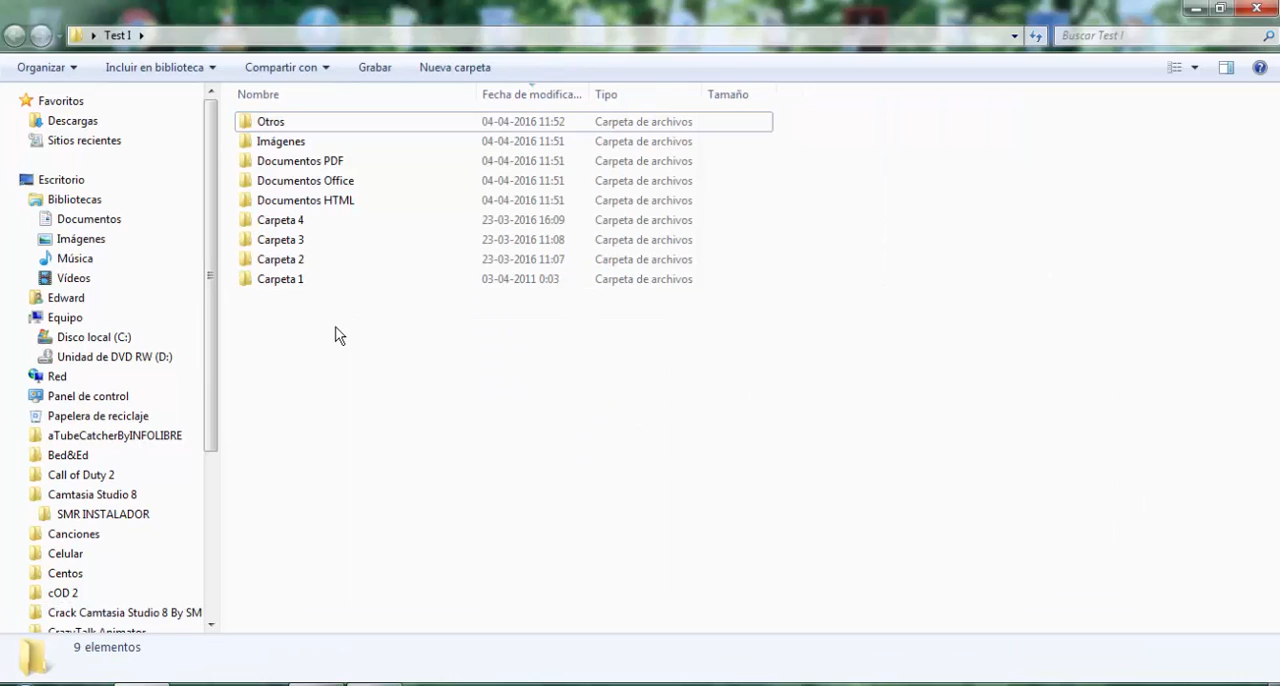 Test I
Buscar Test I
Organizar Incluir en biblioteca Compartir con Grabar Nueva carpeta
Favoritos
Descargas
Sitios recientes
Escritorio
Bibliotecas
Documentos
Imágenes
Música
Vídeos
Edward
Equipo
Disco local (C:)
Unidad de DVD RW (D:)
Red
Panel de control
Papelera de reciclaje
aTubeCatcherByINFOLIBRE
Bed&Ed
Call of Duty 2
Camtasia Studio 8
SMR INSTALADOR
Canciones
Celular
Centos
cOD 2
Crack Camtasia Studio 8 By SM
CrazyTalk Animator
Nombre Fecha de modifica... Tipo Tamaño
Otros 04-04-2016 11:52 Carpeta de archivos
Imágenes 04-04-2016 11:51 Carpeta de archivos
Documentos PDF 04-04-2016 11:51 Carpeta de archivos
Documentos Office 04-04-2016 11:51 Carpeta de archivos
Documentos HTML 04-04-2016 11:51 Carpeta de archivos
Carpeta 4 23-03-2016 16:09 Carpeta de archivos
Carpeta 3 23-03-2016 11:08 Carpeta de archivos
Carpeta 2 23-03-2016 11:07 Carpeta de archivos
Carpeta 1 03-04-2011 0:03 Carpeta de archivos
9 elementos